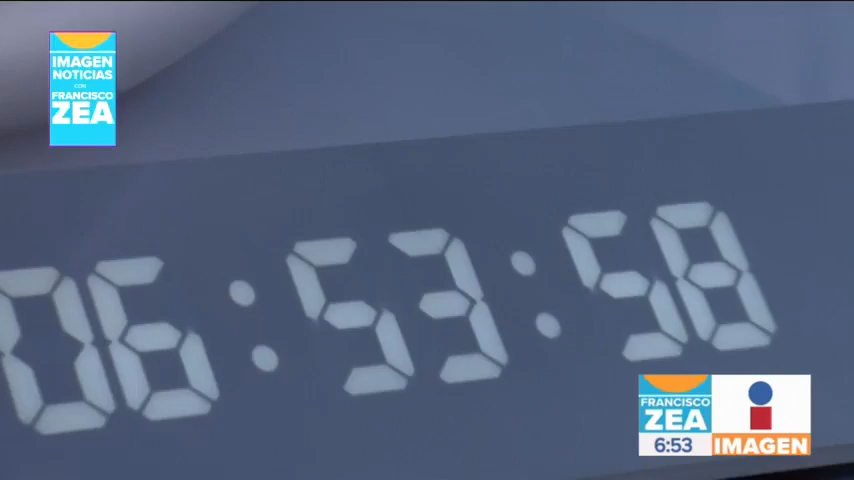 IMAGEN
NOTICIAS
CON
FRANCISCO
ZEA
06:53:58
FRANCISCO
ZEA
6:53
IMAGEN